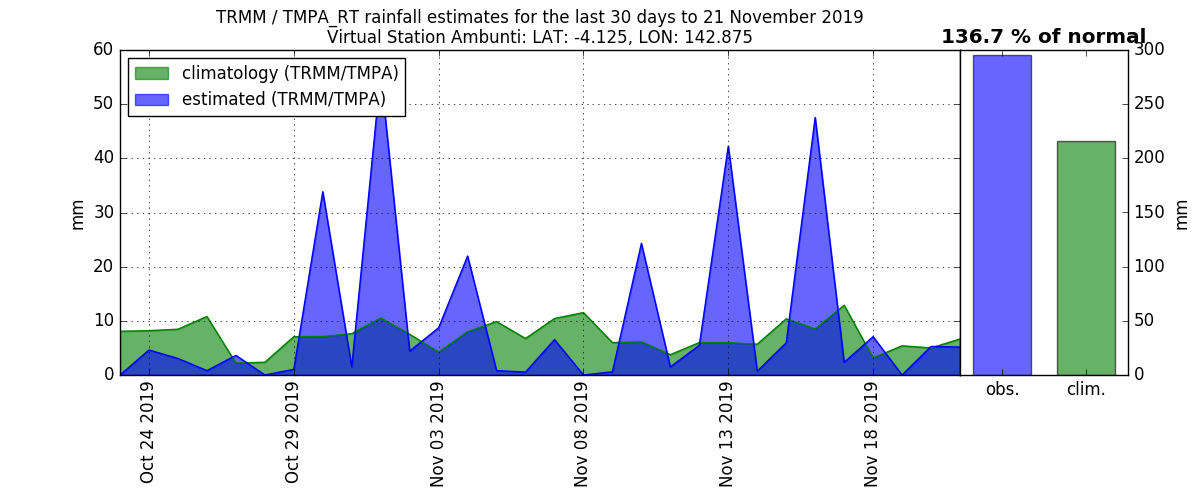 TRMM / TMPA_RT rainfall estimates for the last 30 days to 21 November 2019
Virtual Station Ambunti: LAT: -4.125, LON: 142.875
136.7 % of normal
climatology (TRMM/TMPA)
estimated (TRMM/TMPA)
60
50
40
30
20
10
0
mm
Oct 24 2019
Oct 29 2019
Nov 03 2019
Nov 08 2019
Nov 13 2019
Nov 18 2019
300
250
200
150
100
50
0
mm
obs.
clim.